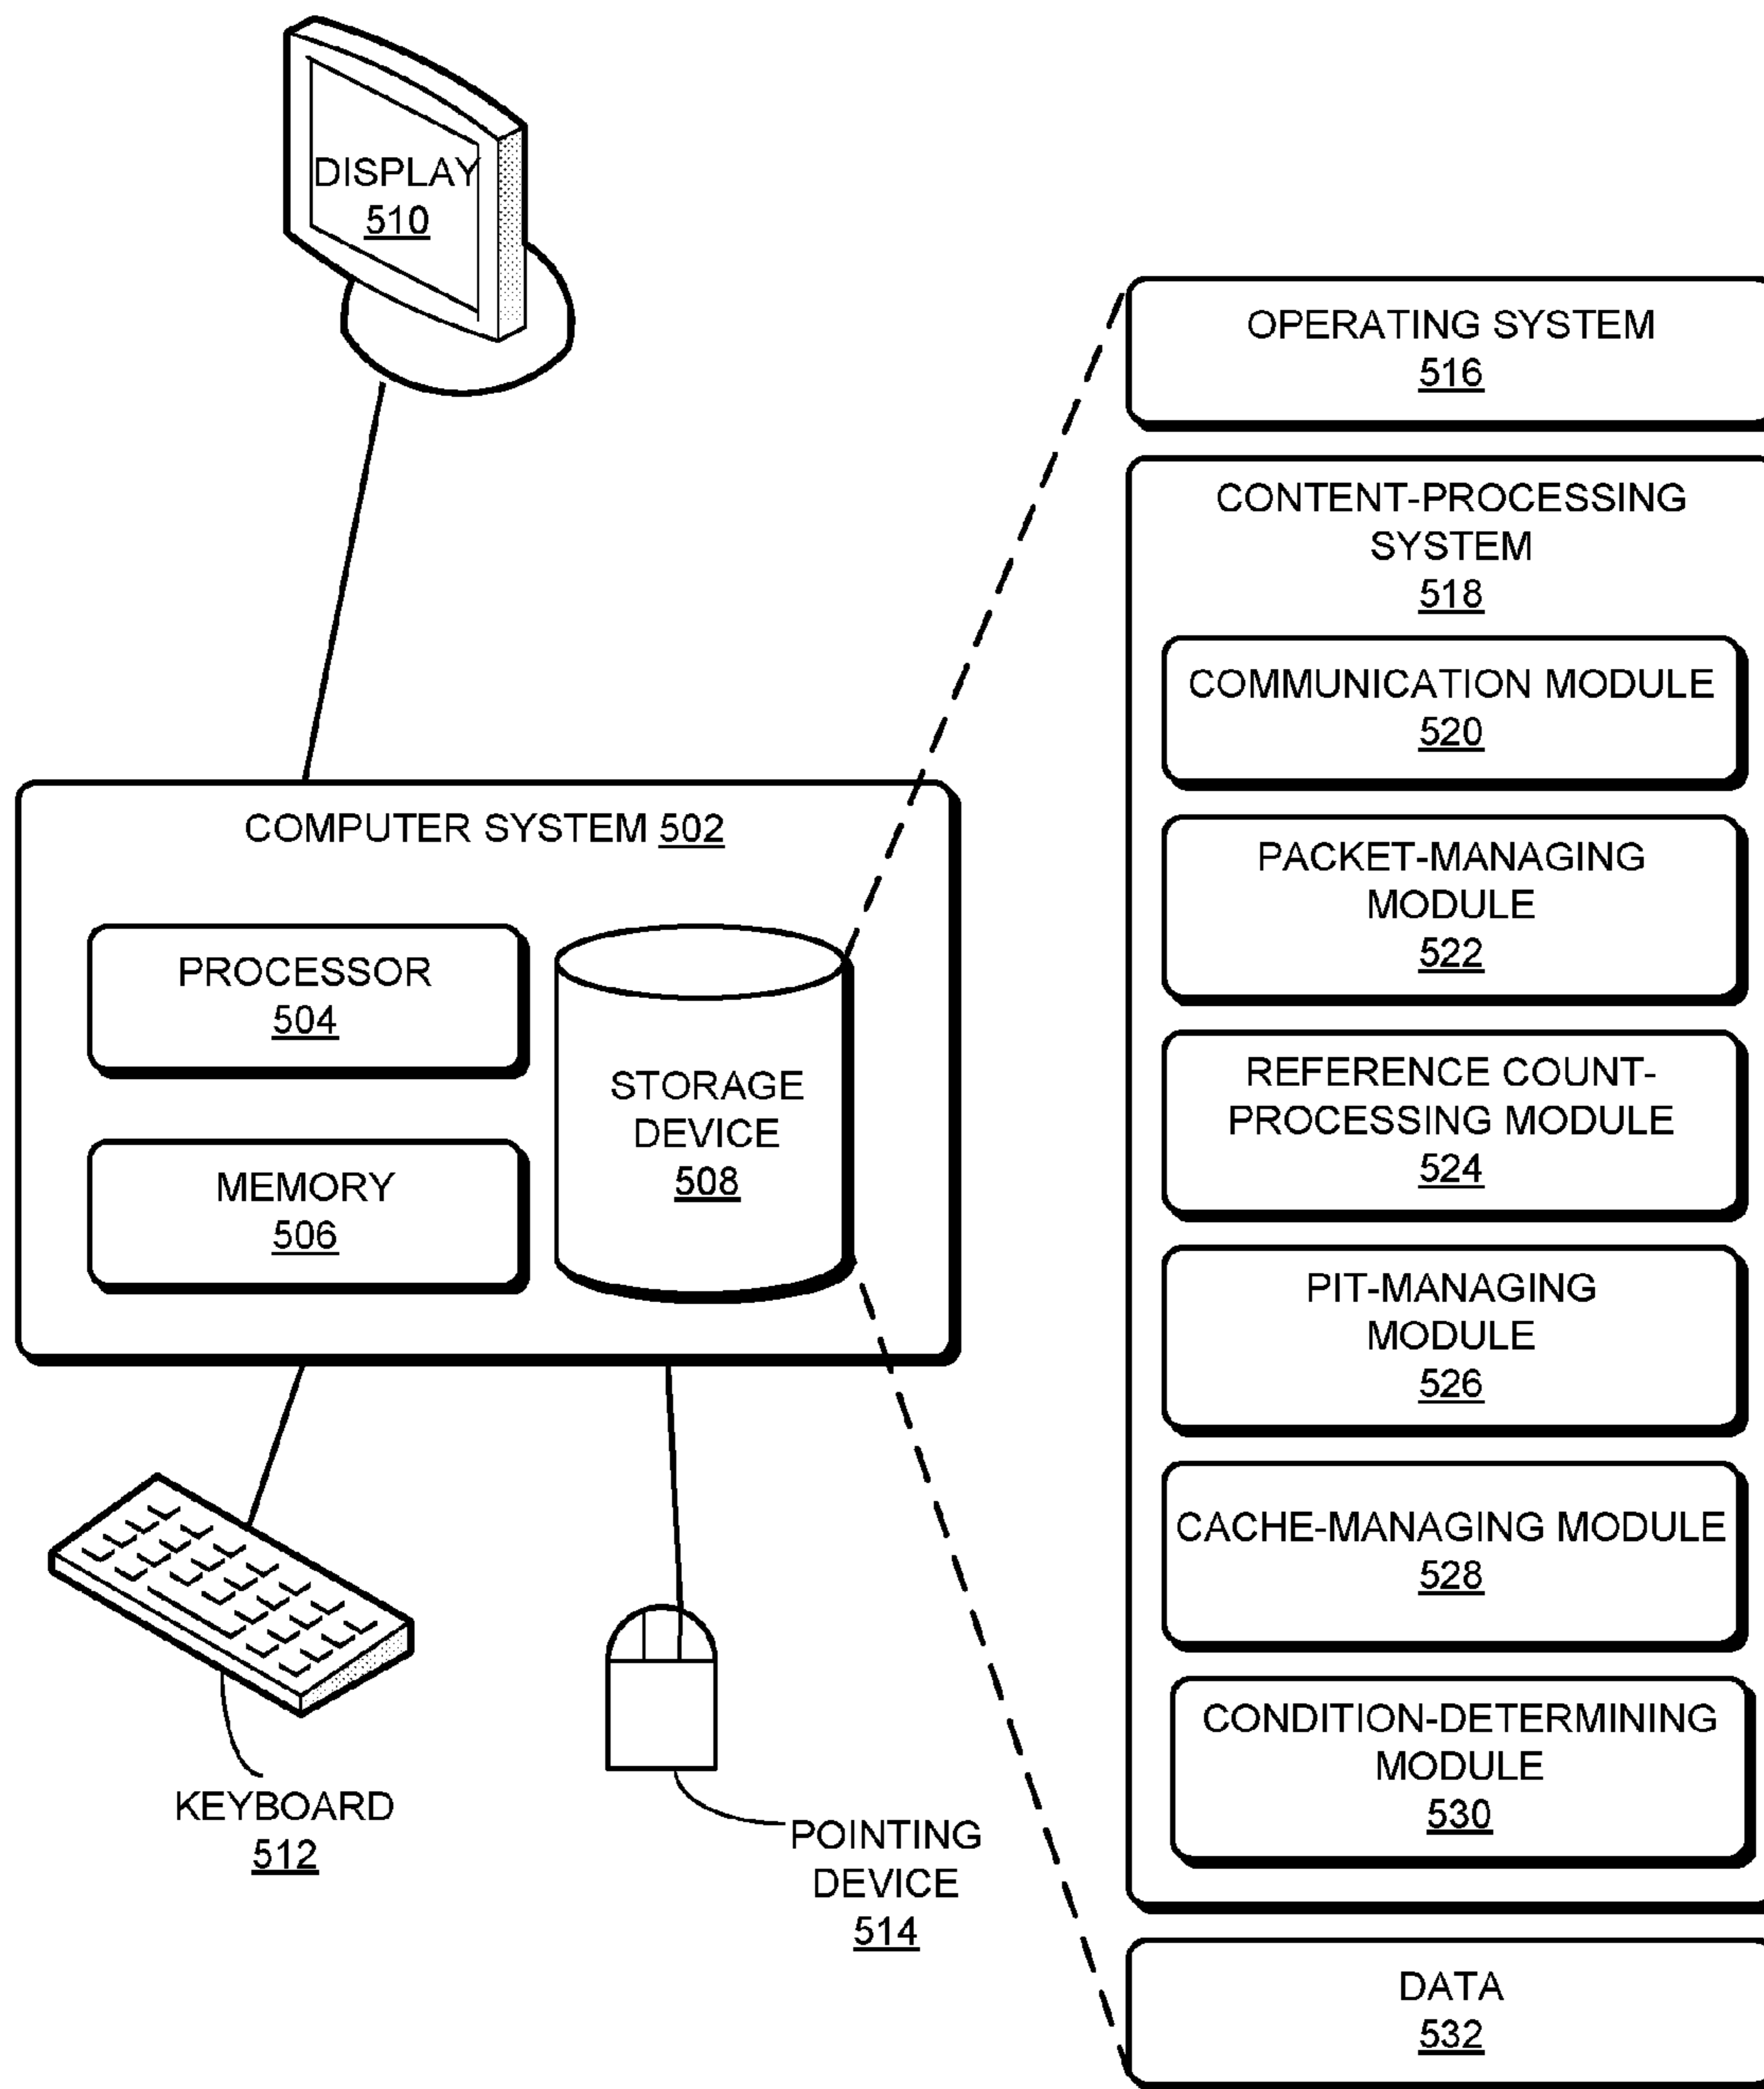 DISPLAY
510
COMPUTER SYSTEM 502
PROCESSOR
504
MEMORY
506
STORAGE
DEVICE
508
KEYBOARD
512
POINTING
DEVICE
514
OPERATING SYSTEM
516
CONTENT-PROCESSING
SYSTEM
518
COMMUNICATION MODULE
520
PACKET-MANAGING
MODULE
522
REFERENCE COUNT-
PROCESSING MODULE
524
PIT-MANAGING
MODULE
526
CACHE-MANAGING MODULE
528
CONDITION-DETERMINING
MODULE
530
DATA
532